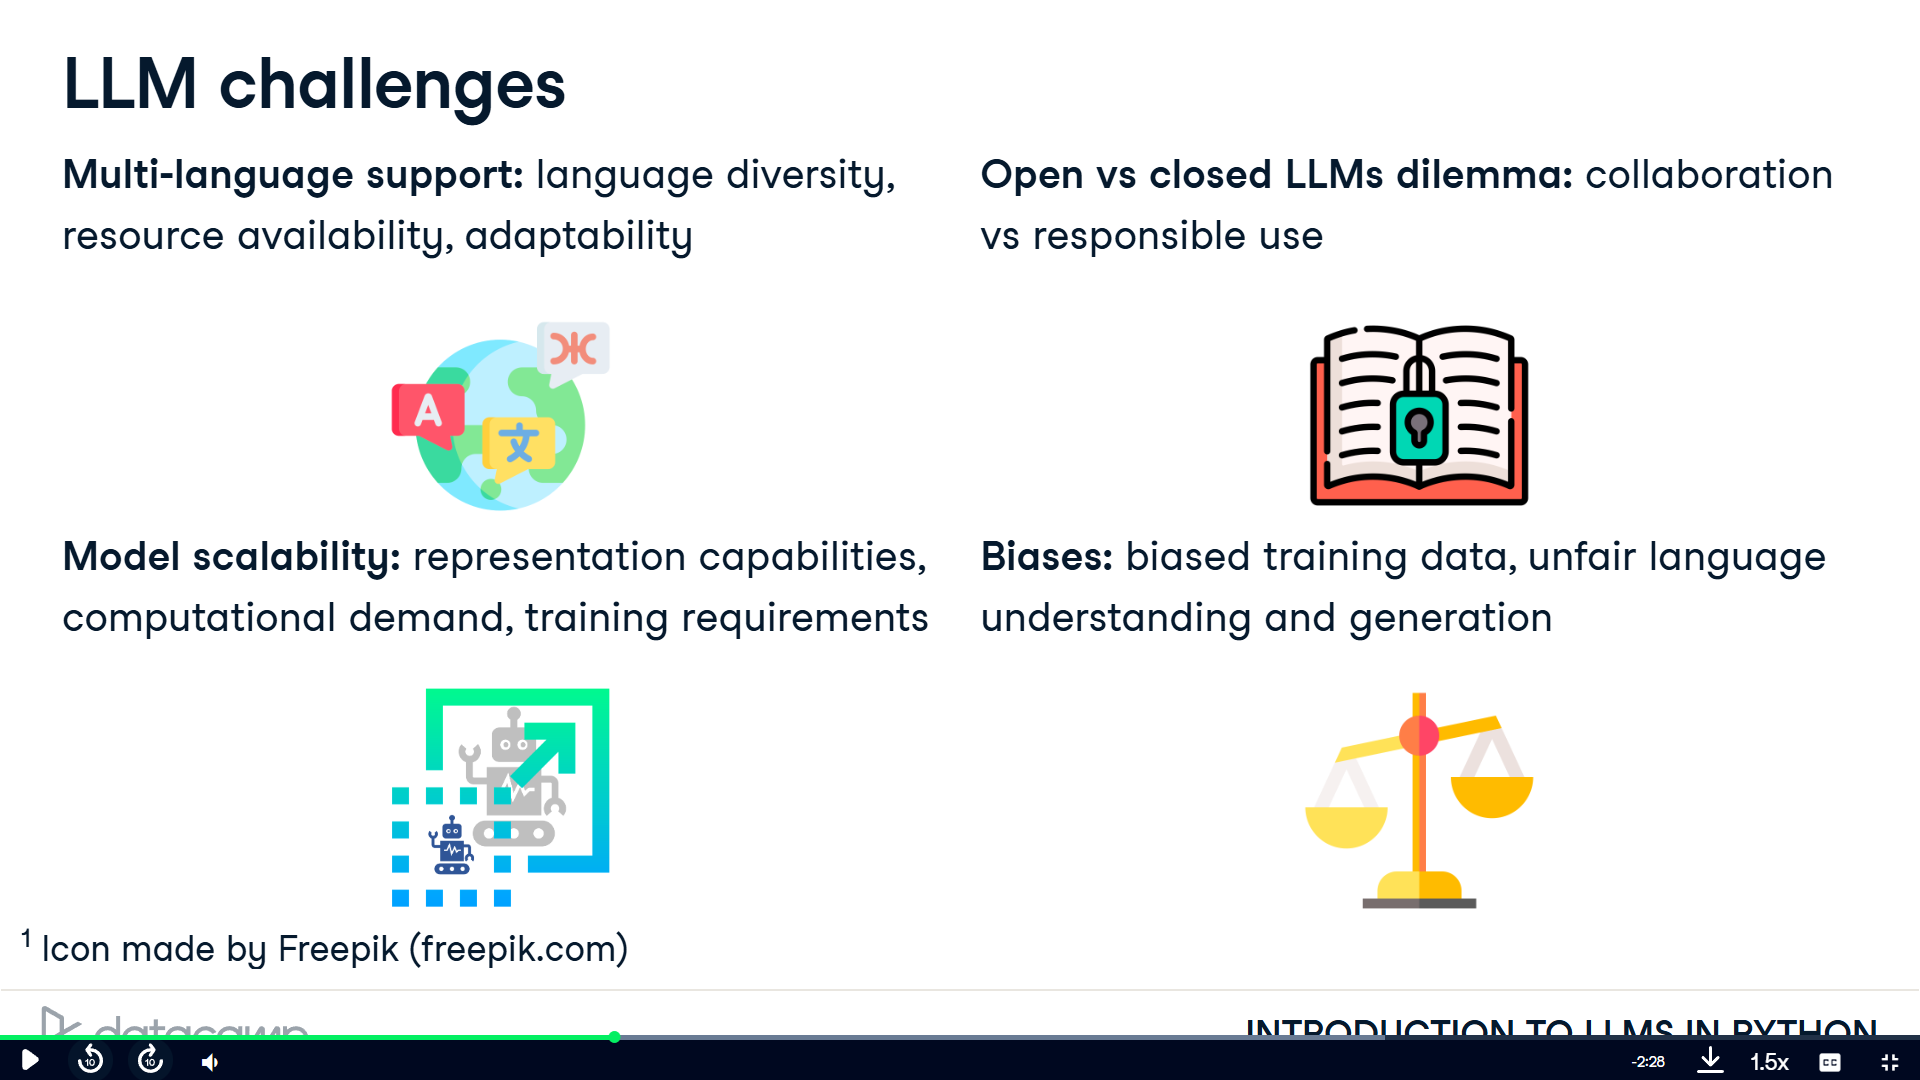 LLM challenges
Multi-language support: language diversity,
resource availability, adaptability
Open vs closed LLMs dilemma: collaboration
vs responsible use
A
Ж
文
Model scalability: representation capabilities,
computational demand, training requirements
Biases: biased training data, unfair language
understanding and generation
1 Icon made by Freepik (freepik.com)
datacamp
INTRODUCTION TO LLMS IN PYTHON
10
10
-2:28
1.5x
CC